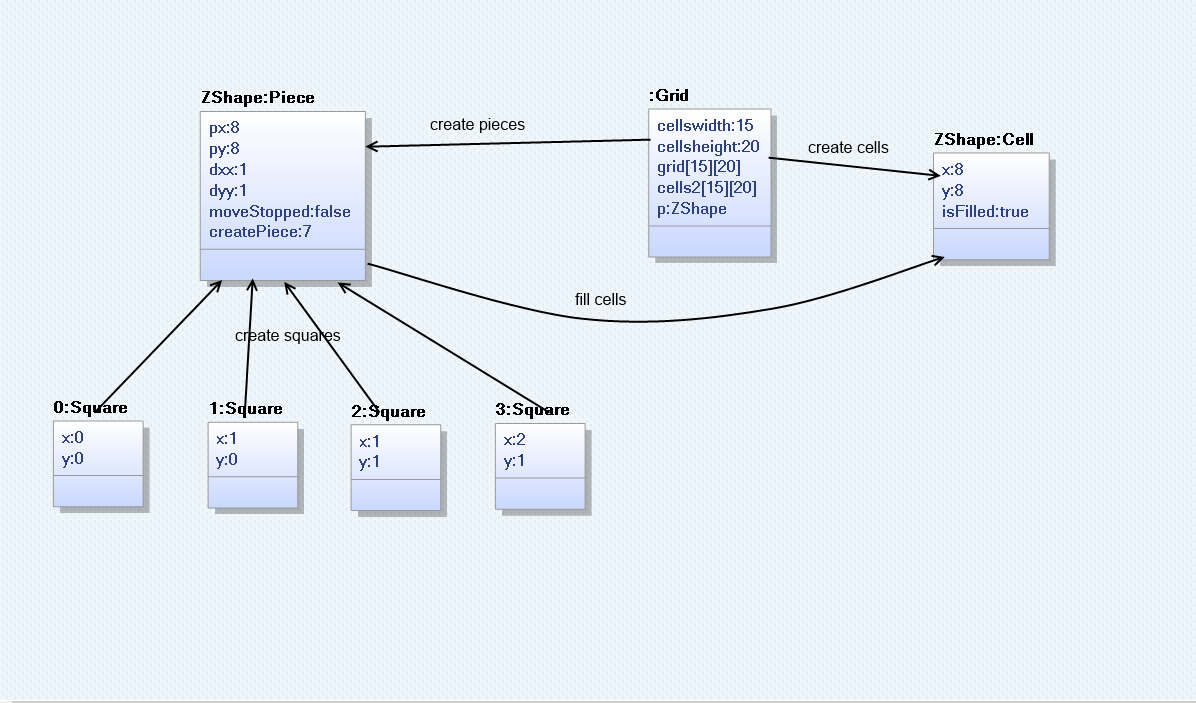 ZShape:Piece
px:8
py:8
dxx:1
dyy:1
moveStopped:false
createPiece:7
create pieces
:Grid
cellswidth:15
cellsheight:20
grid[15][20]
cells2[15][20]
p:ZShape
create cells
ZShape:Cell
x:8
y:8
isFilled:true
fill cells
create squares
0:Square
x:0
y:0
1:Square
x:1
y:0
2:Square
x:1
y:1
3:Square
x:2
y:1